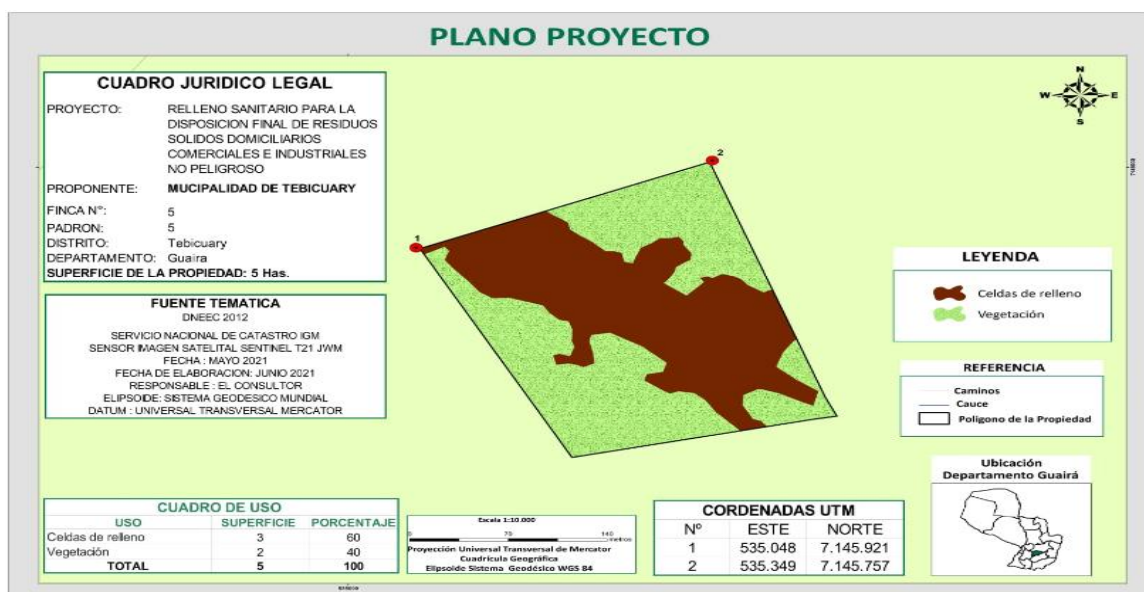 PLANO PROYECTO
CUADRO JURIDICO LEGAL
PROYECTO: RELLENO SANITARIO PARA LA
DISPOSICION FINAL DE RESIDUOS
SOLIDOS DOMICILIARIOS
COMERCIALES E INDUSTRIALES
NO PELIGROSO
PROPONENTE: MUCIPALIDAD DE TEBICUARY
FINCA Nº: 5
PADRON: 5
DISTRITO: Tebicuary
DEPARTAMENTO: Guaira
SUPERFICIE DE LA PROPIEDAD: 5 Has.
FUENTE TEMATICA
DNEEC 2012
SERVICIO NACIONAL DE CATASTRO IGM
SENSOR IMAGEN SATELITAL SENTINEL T21 JWM
FECHA : MAYO 2021
FECHA DE ELABORACION: JUNIO 2021
RESPONSABLE : EL CONSULTOR
ELIPSOIDE: SISTEMA GEODESICO MUNDIAL
DATUM : UNIVERSAL TRANSVERSAL MERCATOR
1
2
N
W E
S
LEYENDA
Celdas de relleno
Vegetación
REFERENCIA
Caminos
Cauce
Poligono de la Propiedad
Ubicación
Departamento Guairá
CUADRO DE USO
USO SUPERFICIE PORCENTAJE
Celdas de relleno 3 60
Vegetación 2 40
TOTAL 5 100
Escala 1:10.000
0 70 140
metros
Proyección Universal Transversal de Mercator
Cuadricula Geográfica
Elipsoide Sistema Geodésico WGS 84
CORDENADAS UTM
Nº ESTE NORTE
1 535.048 7.145.921
2 535.349 7.145.757